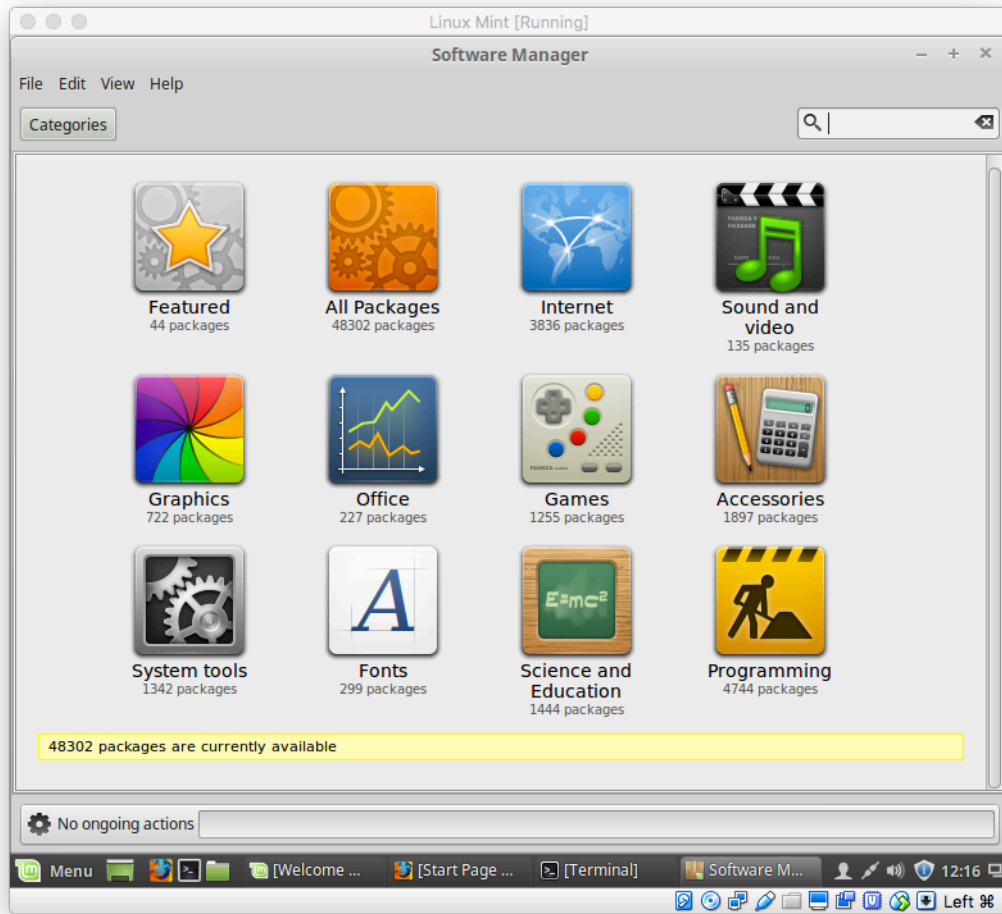 Linux Mint [Running]
Software Manager
File Edit View Help
Categories
Featured
44 packages
All Packages
48302 packages
Internet
3836 packages
Sound and
video
135 packages
Graphics
722 packages
Office
227 packages
Games
1255 packages
Accessories
1897 packages
System tools
1342 packages
Fonts
299 packages
E=mc²
Science and
Education
1444 packages
Programming
4744 packages
48302 packages are currently available
No ongoing actions
Menu [Welcome ... [Start Page ... [Terminal] Software M... 12:16
Left ⌘